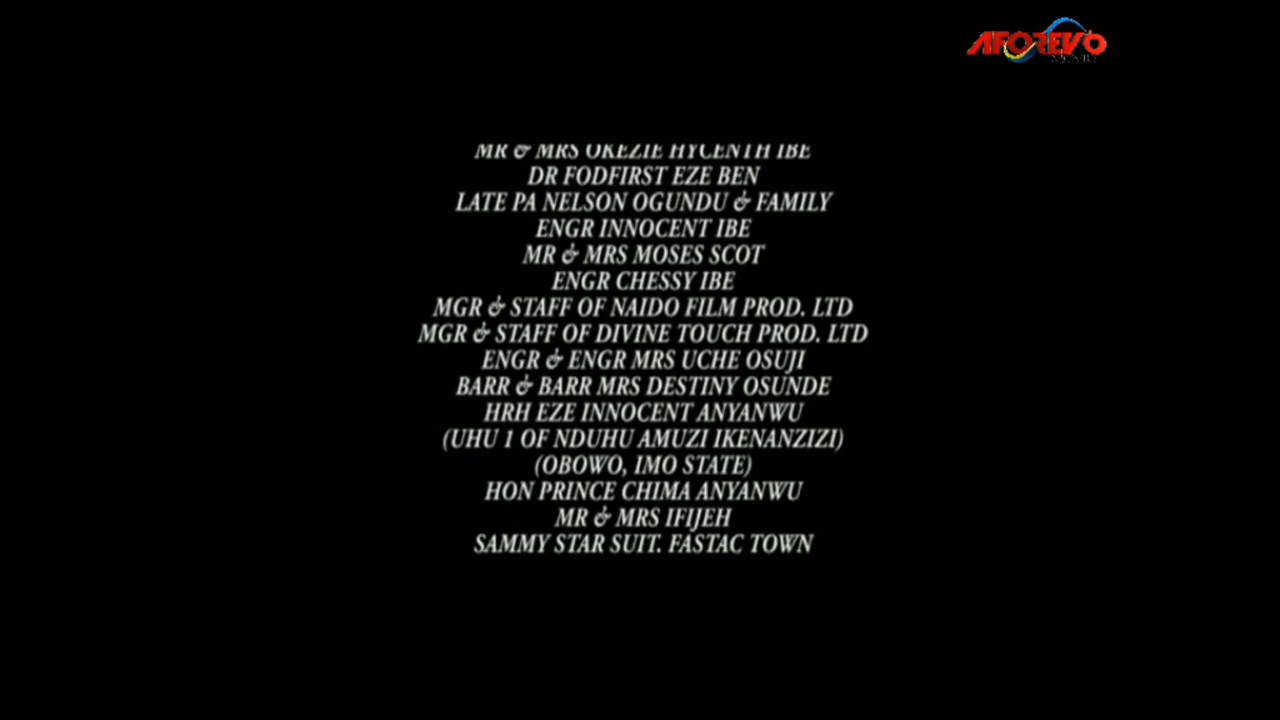 AFOREVO
MR & MRS OKEZIE HYCENTH IBE
DR FODFIRST EZE BEN
LATE PA NELSON OGUNDU & FAMILY
ENGR INNOCENT IBE
MR & MRS MOSES SCOT
ENGR CHESSY IBE
MGR & STAFF OF NAIDO FILM PROD. LTD
MGR & STAFF OF DIVINE TOUCH PROD. LTD
ENGR & ENGR MRS UCHE OSUJI
BARR & BARR MRS DESTINY OSUNDE
HRH EZE INNOCENT ANYANWU
(UHU 1 OF NDUHU AMUZI IKENANZIZI)
(OBOWO, IMO STATE)
HON PRINCE CHIMA ANYANWU
MR & MRS IFIJEH
SAMMY STAR SUIT. FASTAC TOWN